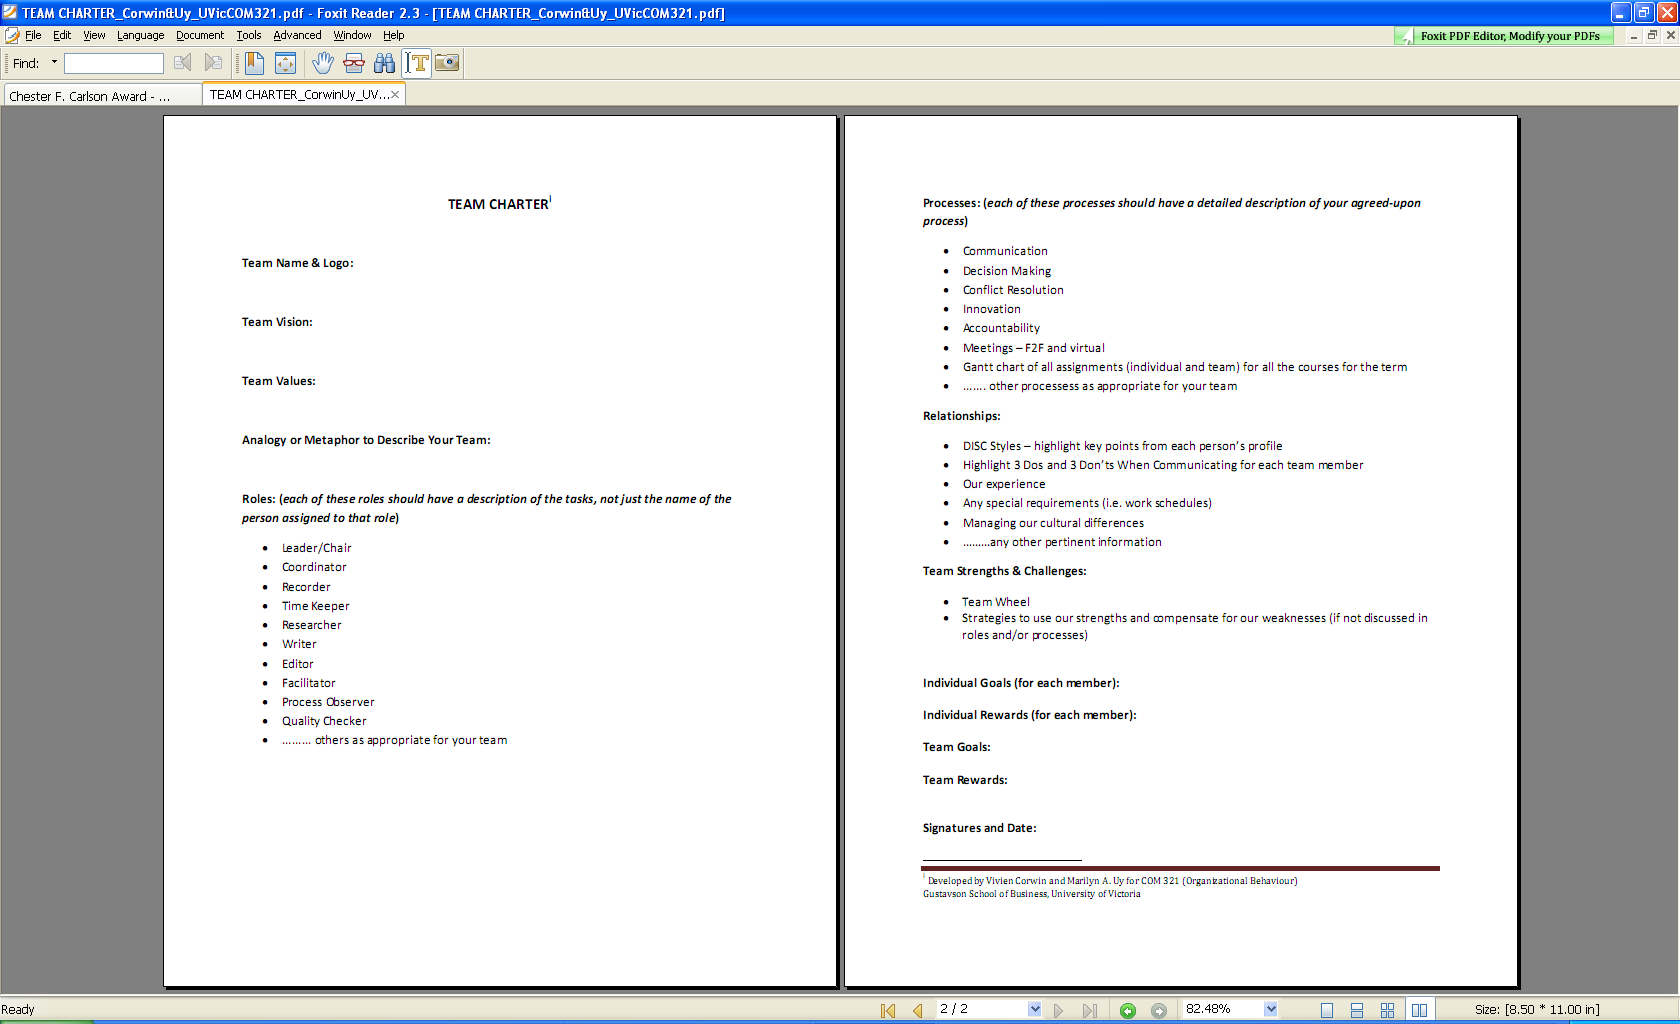 TEAM CHARTER_Corwin&Uy_UVicCOM321.pdf - Foxit Reader 2.3 - [TEAM CHARTER_Corwin&Uy_UVicCOM321.pdf]
File Edit View Language Document Tools Advanced Window Help
Foxit PDF Editor, Modify your PDFs
Find:
Chester F. Carlson Award - ...
TEAM CHARTER_CorwinUy_UV...
TEAM CHARTERi
Team Name & Logo:
Team Vision:
Team Values:
Analogy or Metaphor to Describe Your Team:
Roles: (each of these roles should have a description of the tasks, not just the name of the
person assigned to that role)
• Leader/Chair
• Coordinator
• Recorder
• Time Keeper
• Researcher
• Writer
• Editor
• Facilitator
• Process Observer
• Quality Checker
• ......... others as appropriate for your team
Processes: (each of these processes should have a detailed description of your agreed-upon
process)
• Communication
• Decision Making
• Conflict Resolution
• Innovation
• Accountability
• Meetings – F2F and virtual
• Gantt chart of all assignments (individual and team) for all the courses for the term
• ....... other processess as appropriate for your team
Relationships:
• DISC Styles – highlight key points from each person's profile
• Highlight 3 Dos and 3 Don'ts When Communicating for each team member
• Our experience
• Any special requirements (i.e. work schedules)
• Managing our cultural differences
• .........any other pertinent information
Team Strengths & Challenges:
• Team Wheel
• Strategies to use our strengths and compensate for our weaknesses (if not discussed in
roles and/or processes)
Individual Goals (for each member):
Individual Rewards (for each member):
Team Goals:
Team Rewards:
Signatures and Date:
i Developed by Vivien Corwin and Marilyn A. Uy for COM 321 (Organizational Behaviour)
Gustavson School of Business, University of Victoria
Ready
2 / 2
82.48%
Size: [8.50 * 11.00 in]